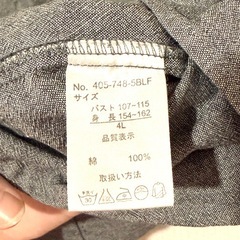 No. 405-748-5BLF
サイズ
バスト 107-115
身 長 154-162
4L
品質表示
綿 100%
取扱い方法